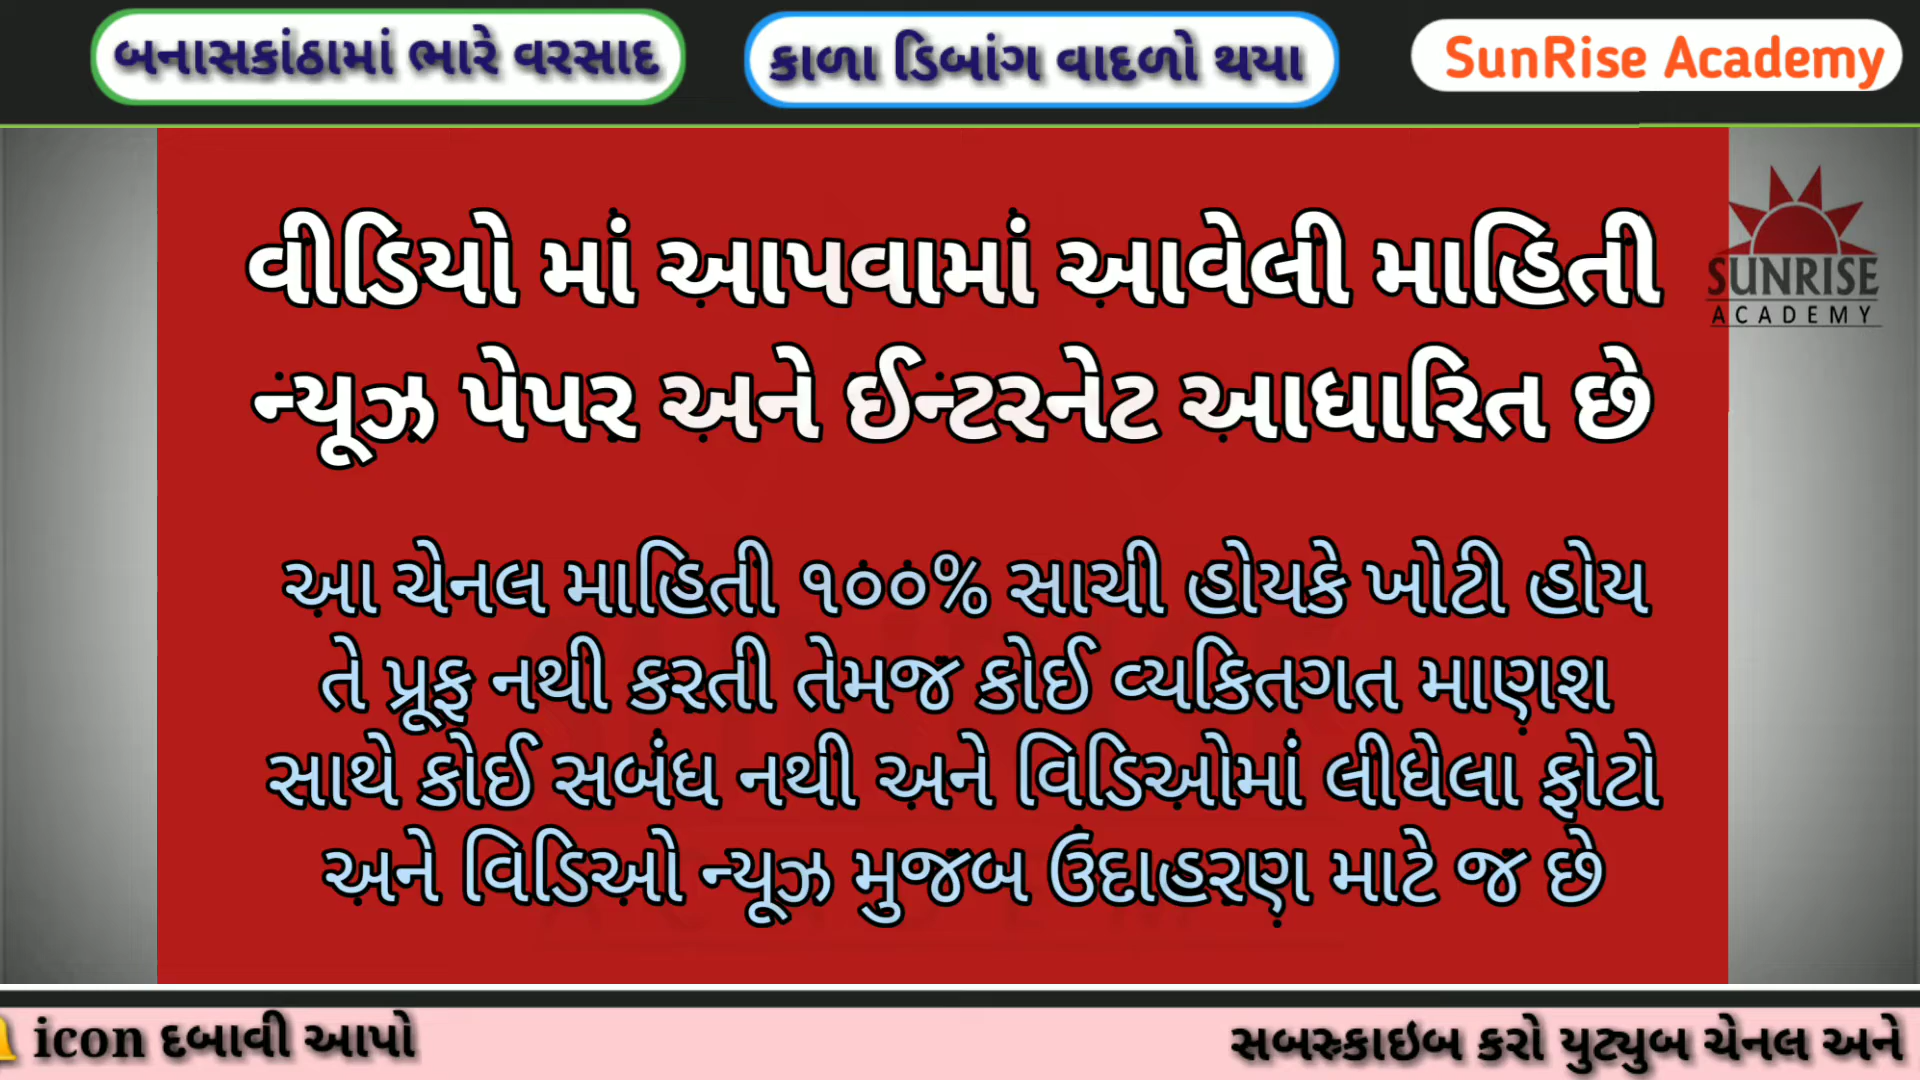 બનાસકાંઠામાં ભારે વરસાદ
કાળા ડિબાંગ વાદળો થયા
SunRise Academy
વીડિયો માં આપવામાં આવેલી માહિતી
ન્યૂઝ પેપર અને ઈન્ટરનેટ આધારિત છે
SUNRISE
ACADEMY
આ ચેનલ માહિતી ૧૦૦% સાચી હોયકે ખોટી હોય
તે પ્રૂફ નથી કરતી તેમજ કોઈ વ્યકિતગત માણશ
સાથે કોઈ સબંધ નથી અને વિડિઓમાં લીધેલા ફોટો
અને વિડિઓ ન્યૂઝ મુજબ ઉદાહરણ માટે જ છે
icon દબાવી આપો
સબસ્ક્રાઇબ કરો યુટ્યુબ ચેનલ અને